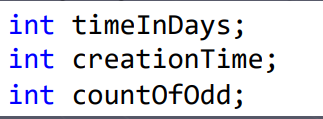 int timeInDays;
int creationTime;
int countOfOdd;